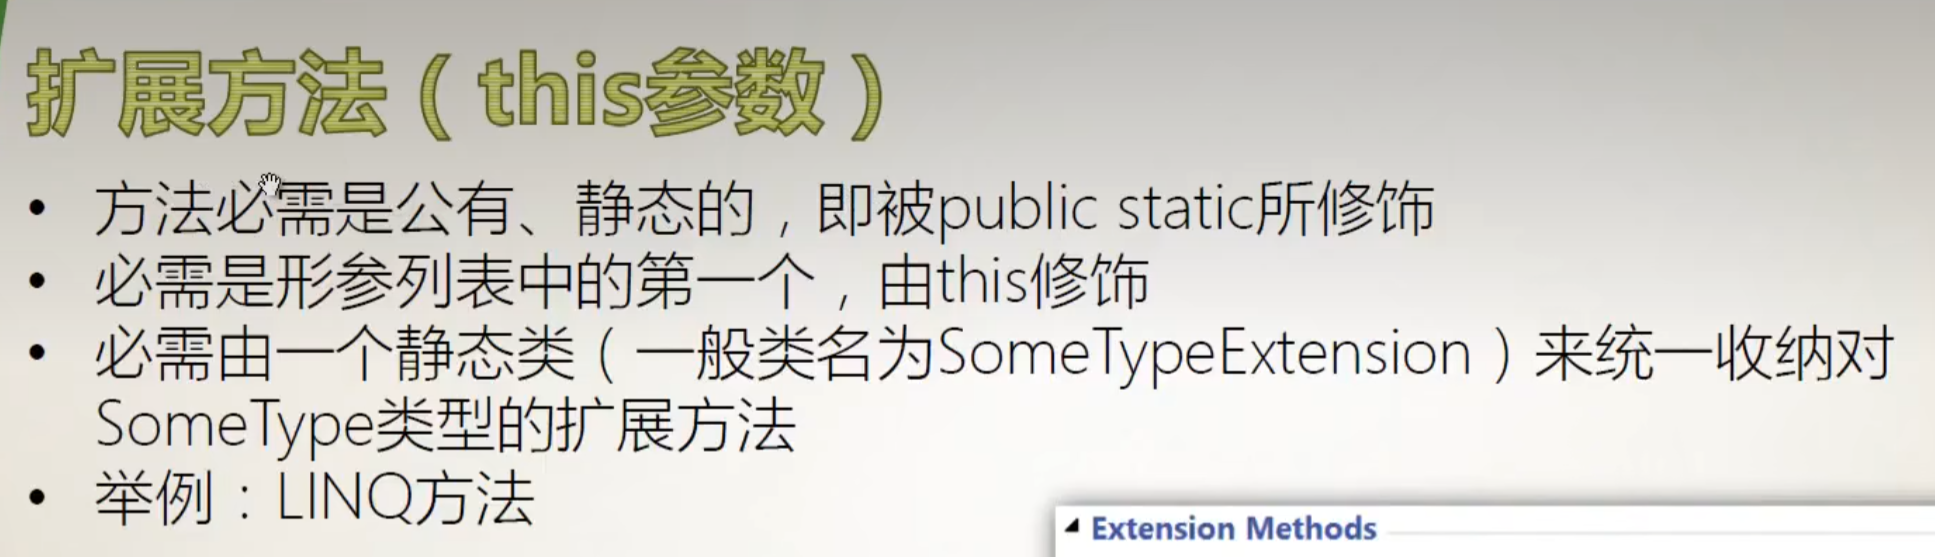 扩展方法（this参数）
• 方法必需是公有、静态的，即被public static所修饰
• 必需是形参列表中的第一个，由this修饰
• 必需由一个静态类（一般类名为SomeTypeExtension）来统一收纳对
SomeType类型的扩展方法
• 举例：LINQ方法
Extension Methods